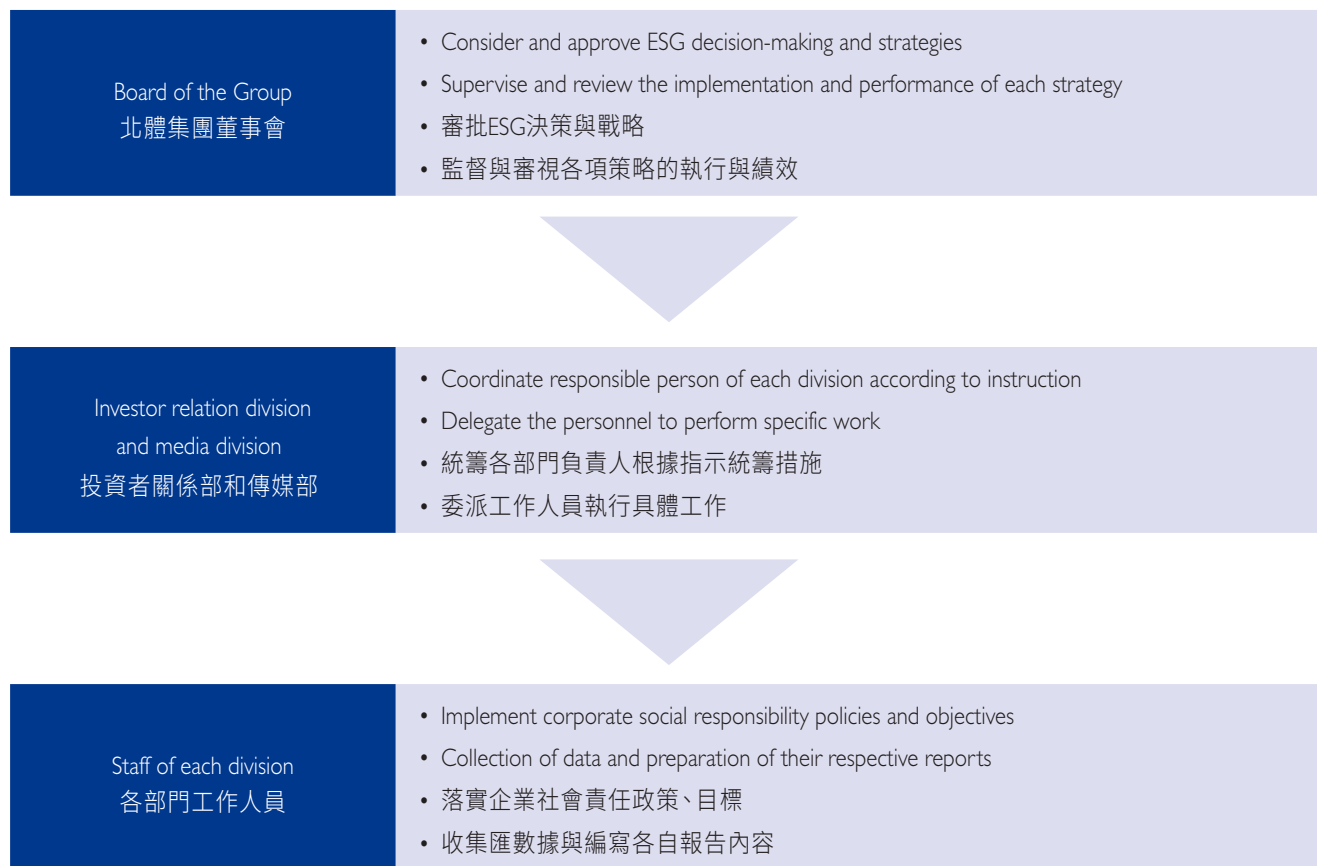 Board of the Group
北體集團董事會
• Consider and approve ESG decision-making and strategies
• Supervise and review the implementation and performance of each strategy
• 審批ESG決策與戰略
• 監督與審視各項策略的執行與績效
Investor relation division
and media division
投資者關係部和傳媒部
• Coordinate responsible person of each division according to instruction
• Delegate the personnel to perform specific work
• 統籌各部門負責人根據指示統籌措施
• 委派工作人員執行具體工作
Staff of each division
各部門工作人員
• Implement corporate social responsibility policies and objectives
• Collection of data and preparation of their respective reports
• 落實企業社會責任政策、目標
• 收集匯數據與編寫各自報告內容